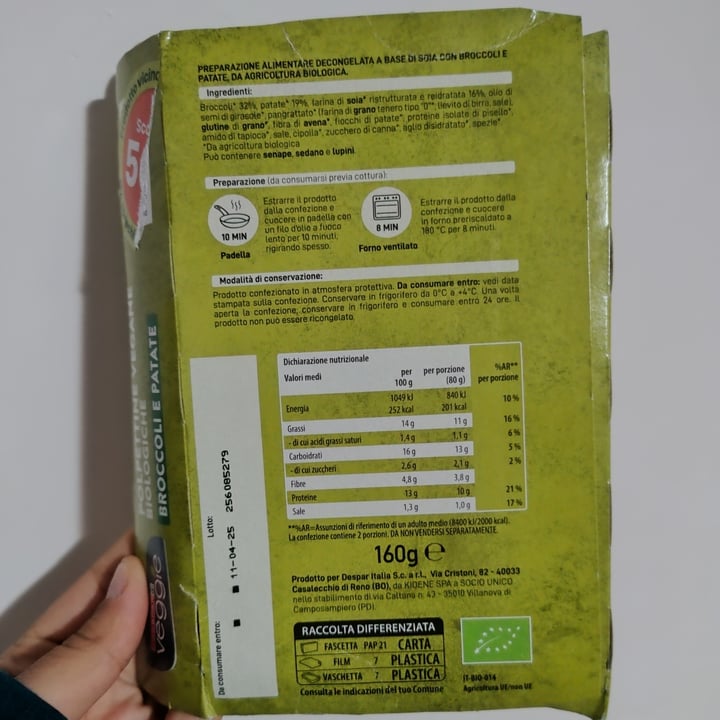 PREPARAZIONE ALIMENTARE DECONGELATA A BASE DI SOIA CON BROCCOLI E
PATATE, DA AGRICOLTURA BIOLOGICA.
Ingredienti:
Broccoli* 32%, patate* 19%, farina di soia* ristrutturata e reidratata 16%, olio di
semi di girasole*, pangrattato* (farina di grano tenero tipo "0"*, lievito di birra, sale),
glutine di grano*, fibra di avena*, fiocchi di patate*, proteine isolate di pisello*,
amido di tapioca*, sale, cipolla*, zucchero di canna*, aglio disidratato*, spezie*.
*Da agricoltura biologica
Può contenere senape, sedano e lupini.
Preparazione (da consumarsi previa cottura):
Estrarre il prodotto
dalla confezione e
cuocere in padella con
un filo d'olio a fuoco
lento per 10 minuti,
rigirando spesso.
10 MIN
Padella
Estrarre il prodotto dalla
confezione e cuocere
in forno preriscaldato a
180 °C per 8 minuti.
8 MIN
Forno ventilato
Modalità di conservazione:
Prodotto confezionato in atmosfera protettiva. Da consumare entro: vedi data
stampata sulla confezione. Conservare in frigorifero da 0°C a +4°C. Una volta
aperta la confezione, conservare in frigorifero e consumare entro 24 ore. Il
prodotto non può essere ricongelato.
Dichiarazione nutrizionale
Valori medi per 100 g per porzione (80 g) %AR** per porzione
Energia 1049 kJ 840 kJ 10 %
252 kcal 201 kcal
Grassi 14 g 11 g 16 %
- di cui acidi grassi saturi 1,4 g 1,1 g 6 %
Carboidrati 16 g 13 g 5 %
- di cui zuccheri 2,6 g 2,1 g 2 %
Fibre 4,8 g 3,8 g
Proteine 13 g 10 g 21 %
Sale 1,3 g 1,0 g 17 %
**%AR=Assunzioni di riferimento di un adulto medio (8400 kJ/2000 kcal).
La confezione contiene 2 porzioni. DA NON VENDERSI SEPARATAMENTE.
160g ℮
Prodotto per Despar Italia S.c. a r.l., Via Cristoni, 82 - 40033
Casalecchio di Reno (BO), da KIOENE SPA a SOCIO UNICO
nello stabilimento di via Caltana n. 43 - 35010 Villanova di
Camposampiero (PD).
RACCOLTA DIFFERENZIATA
FASCETTA PAP 21 CARTA
FILM 7 PLASTICA
VASCHETTA 7 PLASTICA
Consulta le indicazioni del tuo Comune
IT-BIO-014
Agricoltura UE/non UE
Da consumare entro: Lotto:
11-04-25 256085279
POLPETTINE VEGANE
BIOLOGICHE
BROCCOLI E PATATE
veggie